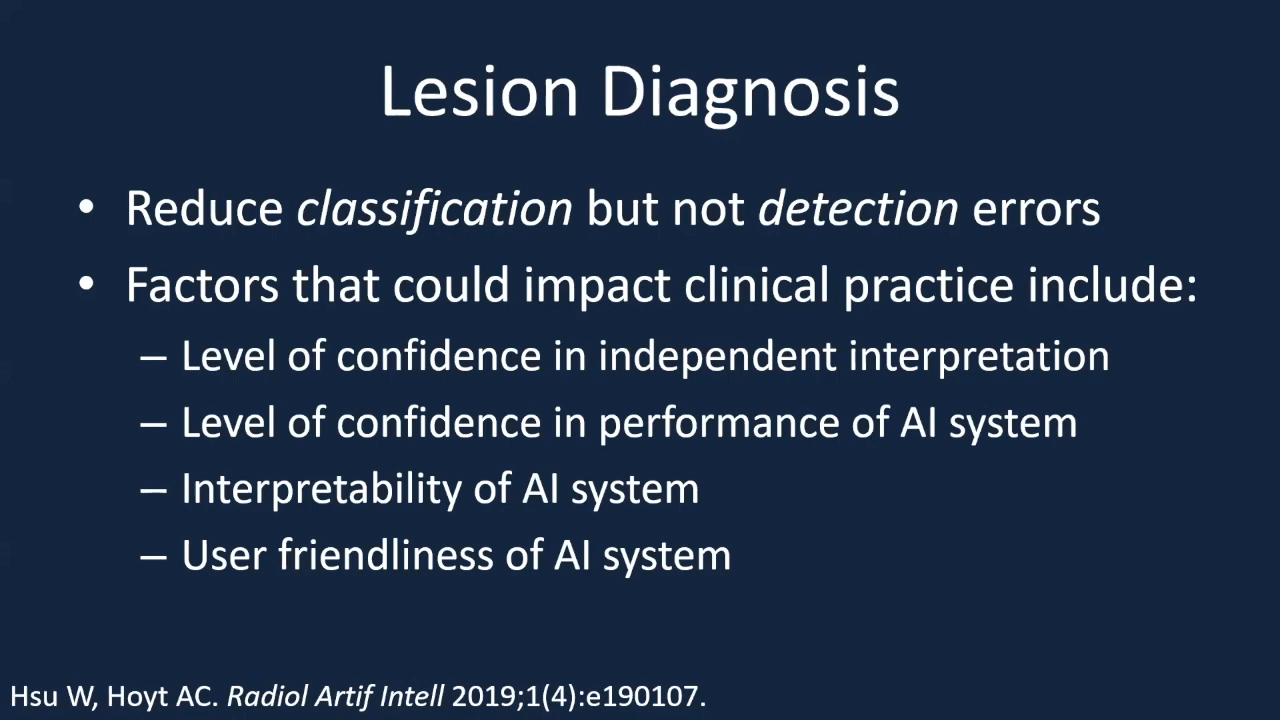 Lesion Diagnosis
• Reduce classification but not detection errors
• Factors that could impact clinical practice include:
– Level of confidence in independent interpretation
– Level of confidence in performance of AI system
– Interpretability of AI system
– User friendliness of AI system
Hsu W, Hoyt AC. Radiol Artif Intell 2019;1(4):e190107.